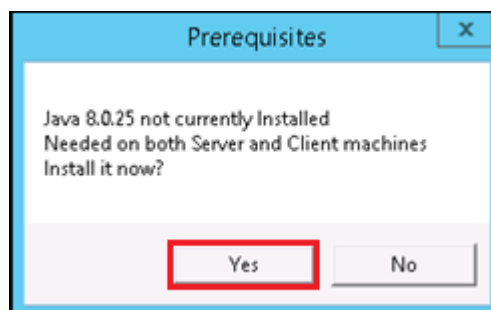 Prerequisites
x
Java 8.0.25 not currently Installed
Needed on both Server and Client machines
Install it now?
Yes
No